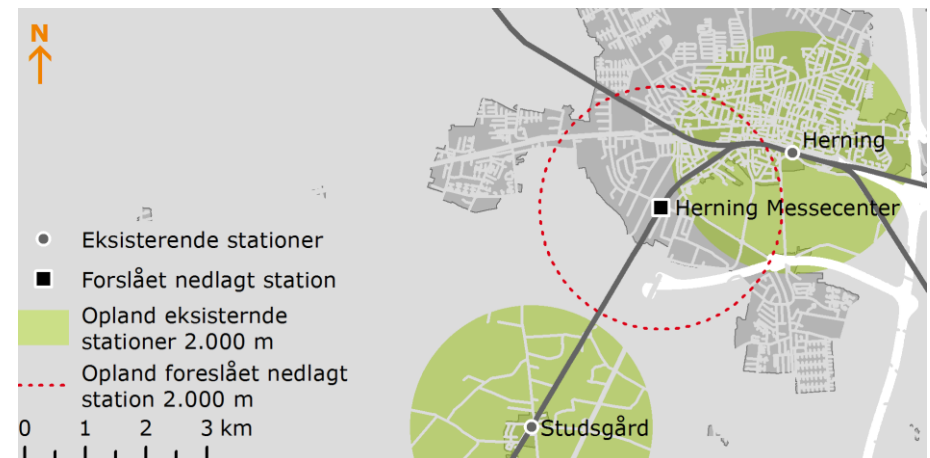 N
Herning
Herning Messecenter
Eksisterende stationer
Forslået nedlagt station
Opland eksisternde
stationer 2.000 m
Opland foreslået nedlagt
station 2.000 m
0 1 2 3 km
Studsgård